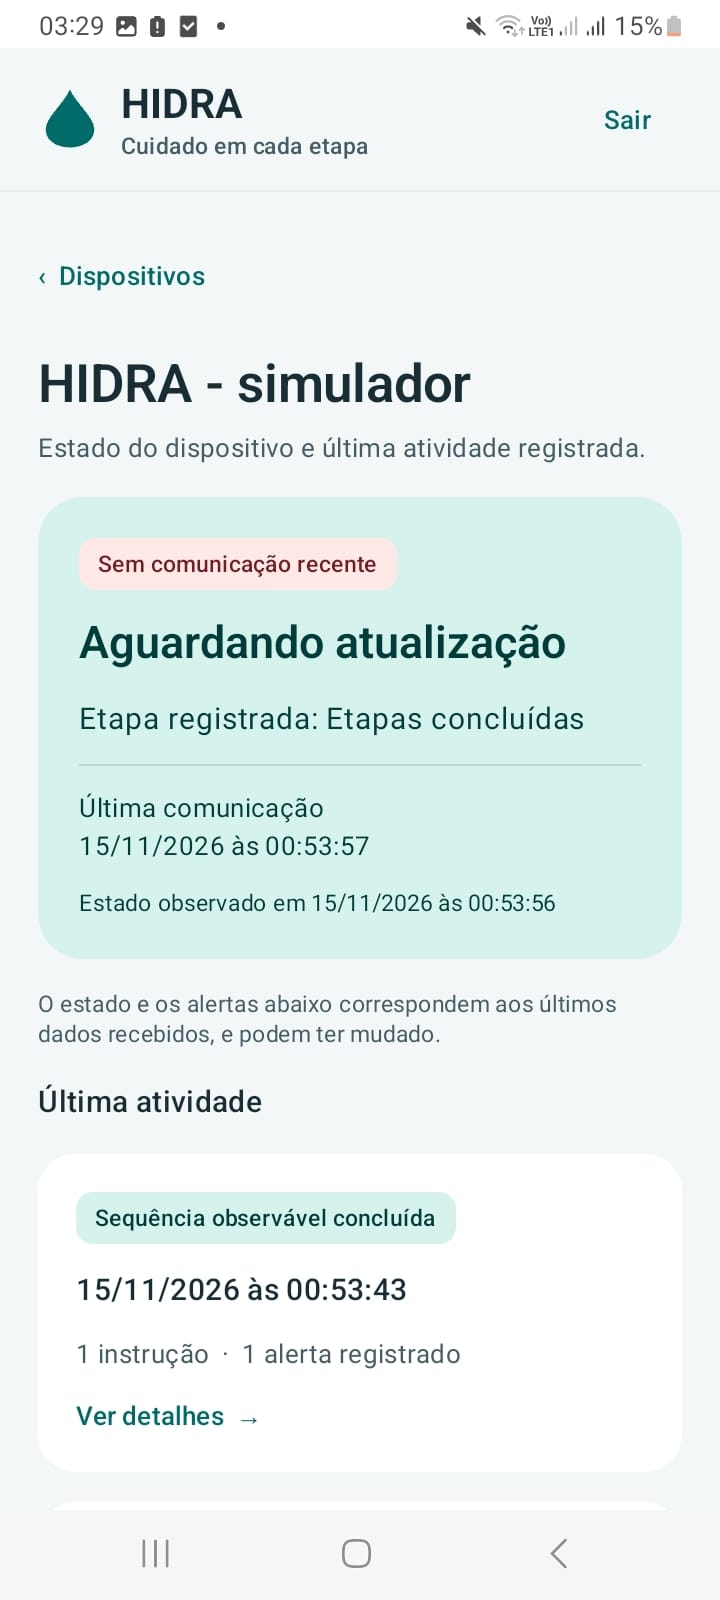 03:29
Vo)) LTE1 15%
HIDRA
Cuidado em cada etapa
Sair
‹ Dispositivos
HIDRA - simulador
Estado do dispositivo e última atividade registrada.
Sem comunicação recente
Aguardando atualização
Etapa registrada: Etapas concluídas
Última comunicação
15/11/2026 às 00:53:57
Estado observado em 15/11/2026 às 00:53:56
O estado e os alertas abaixo correspondem aos últimos
dados recebidos, e podem ter mudado.
Última atividade
Sequência observável concluída
15/11/2026 às 00:53:43
1 instrução · 1 alerta registrado
Ver detalhes →